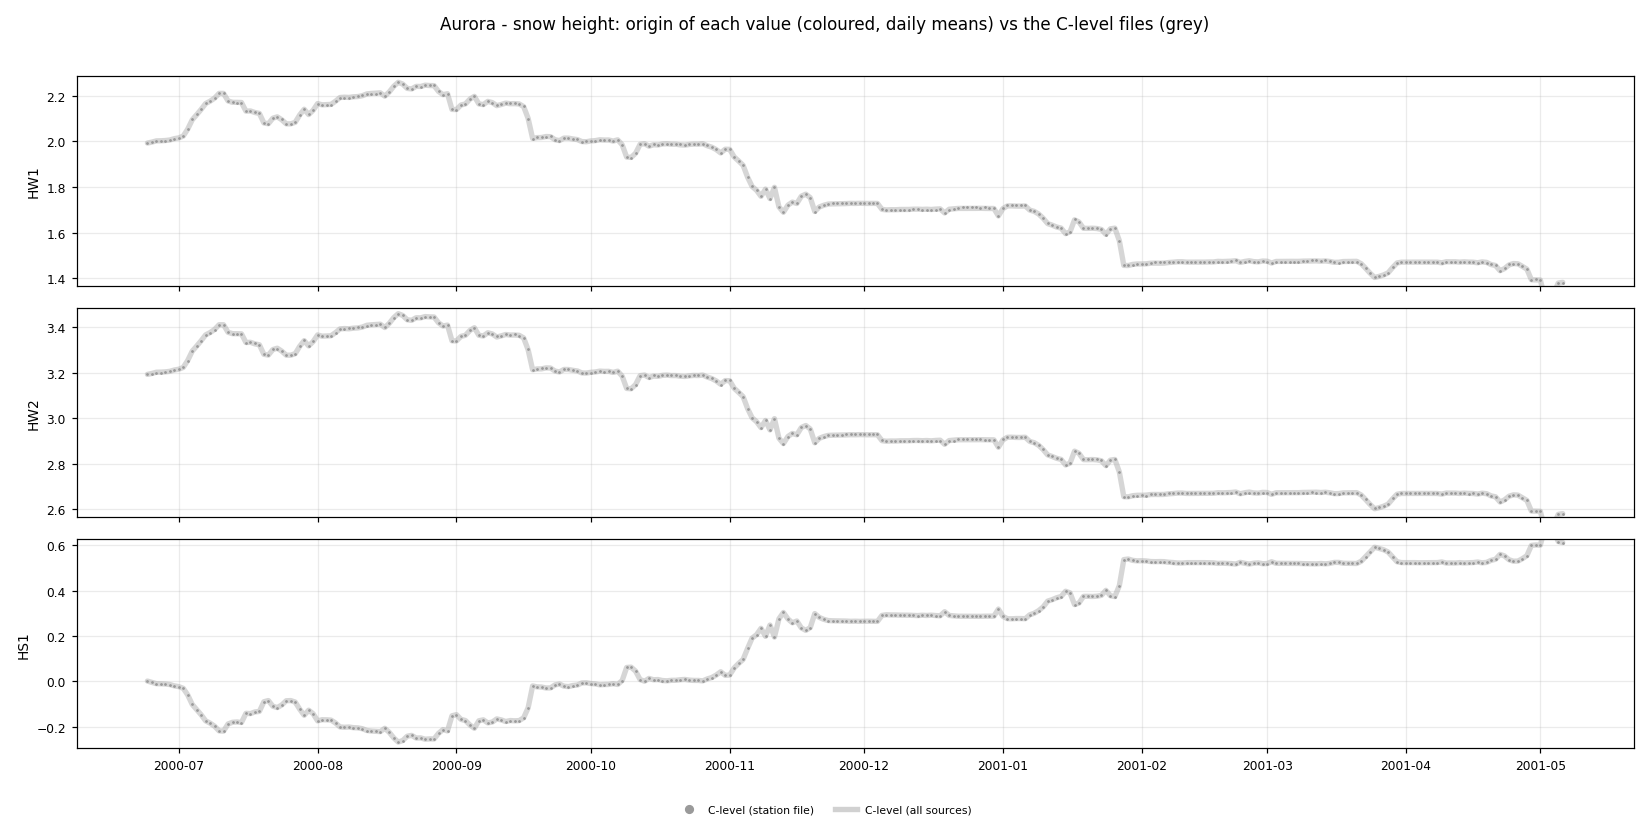 Aurora - snow height: origin of each value (coloured, daily means) vs the C-level files (grey)
2.2
2.0
1.8
1.6
1.4
HW1
3.4
3.2
3.0
2.8
2.6
HW2
0.6
0.4
0.2
0.0
−0.2
HS1
2000-07 2000-08 2000-09 2000-10 2000-11 2000-12 2001-01 2001-02 2001-03 2001-04 2001-05
C-level (station file) C-level (all sources)